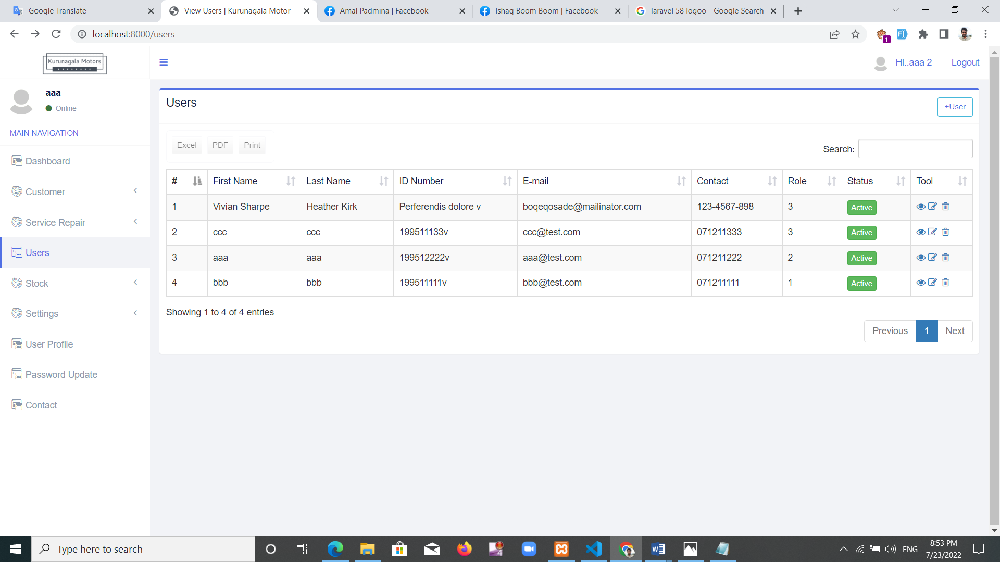 Google Translate
View Users | Kurunagala Motor
Amal Padmina | Facebook
Ishaq Boom Boom | Facebook
laravel 58 logoo - Google Search
localhost:8000/users
1
Kurunagala Motors
Hi..aaa 2
Logout
aaa
Online
MAIN NAVIGATION
Dashboard
Customer
Service Repair
Users
Stock
Settings
User Profile
Password Update
Contact
Users
+User
Excel PDF Print
Search:
# First Name Last Name ID Number E-mail Contact Role Status Tool
1 Vivian Sharpe Heather Kirk Perferendis dolore v boqeqosade@mailinator.com 123-4567-898 3 Active
2 ccc ccc 199511133v ccc@test.com 071211333 3 Active
3 aaa aaa 199512222v aaa@test.com 071211222 2 Active
4 bbb bbb 199511111v bbb@test.com 071211111 1 Active
Showing 1 to 4 of 4 entries
Previous 1 Next
Type here to search
ENG
8:53 PM
7/23/2022